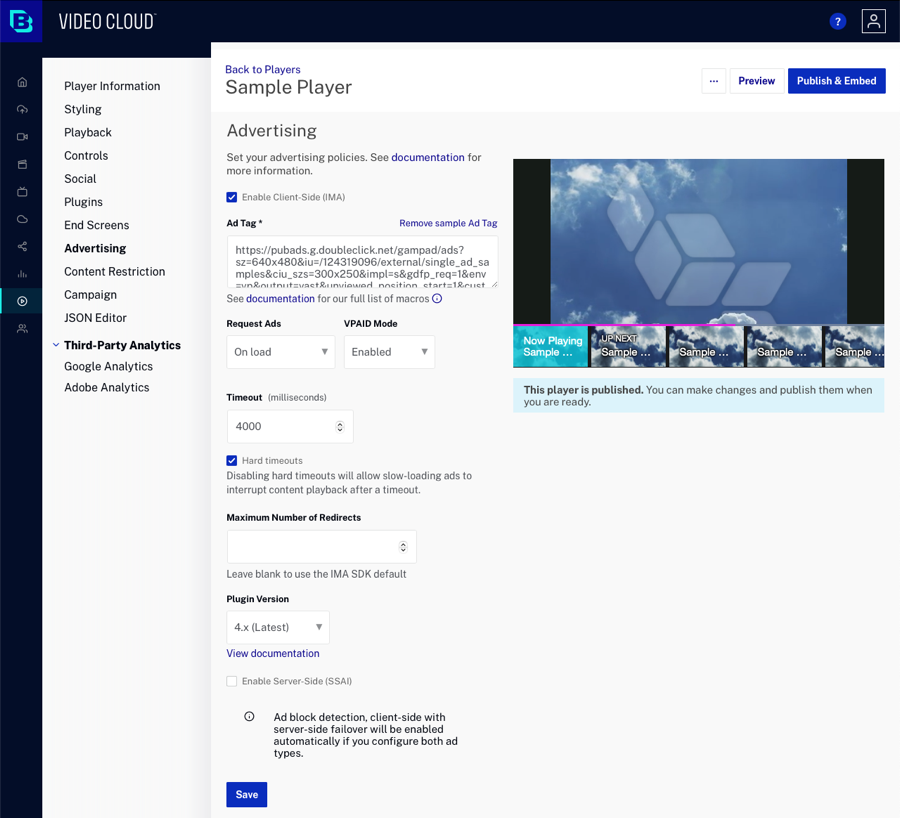 VIDEO CLOUD
?
Player Information
Styling
Playback
Controls
Social
Plugins
End Screens
Advertising
Content Restriction
Campaign
JSON Editor
Third-Party Analytics
Google Analytics
Adobe Analytics
Back to Players
Sample Player
...
Preview
Publish & Embed
Advertising
Set your advertising policies. See documentation for
more information.
Enable Client-Side (IMA)
Ad Tag *
Remove sample Ad Tag
https://pubads.g.doubleclick.net/gampad/ads?
sz=640x480&iu=/124319096/external/single_ad_sa
mples&ciu_szs=300x250&impl=s&gdfp_req=1&env
=vp&output=vast&unviewed_position_start=1&cust
See documentation for our full list of macros
Request Ads
VPAID Mode
On load
Enabled
Timeout (milliseconds)
4000
Hard timeouts
Disabling hard timeouts will allow slow-loading ads to
interrupt content playback after a timeout.
Maximum Number of Redirects
Leave blank to use the IMA SDK default
Plugin Version
4.x (Latest)
View documentation
Enable Server-Side (SSAI)
Ad block detection, client-side with
server-side failover will be enabled
automatically if you configure both ad
types.
Save
Now Playing
Sample ...
UP NEXT
Sample ...
Sample ...
Sample ...
Sample ...
This player is published. You can make changes and publish them when
you are ready.